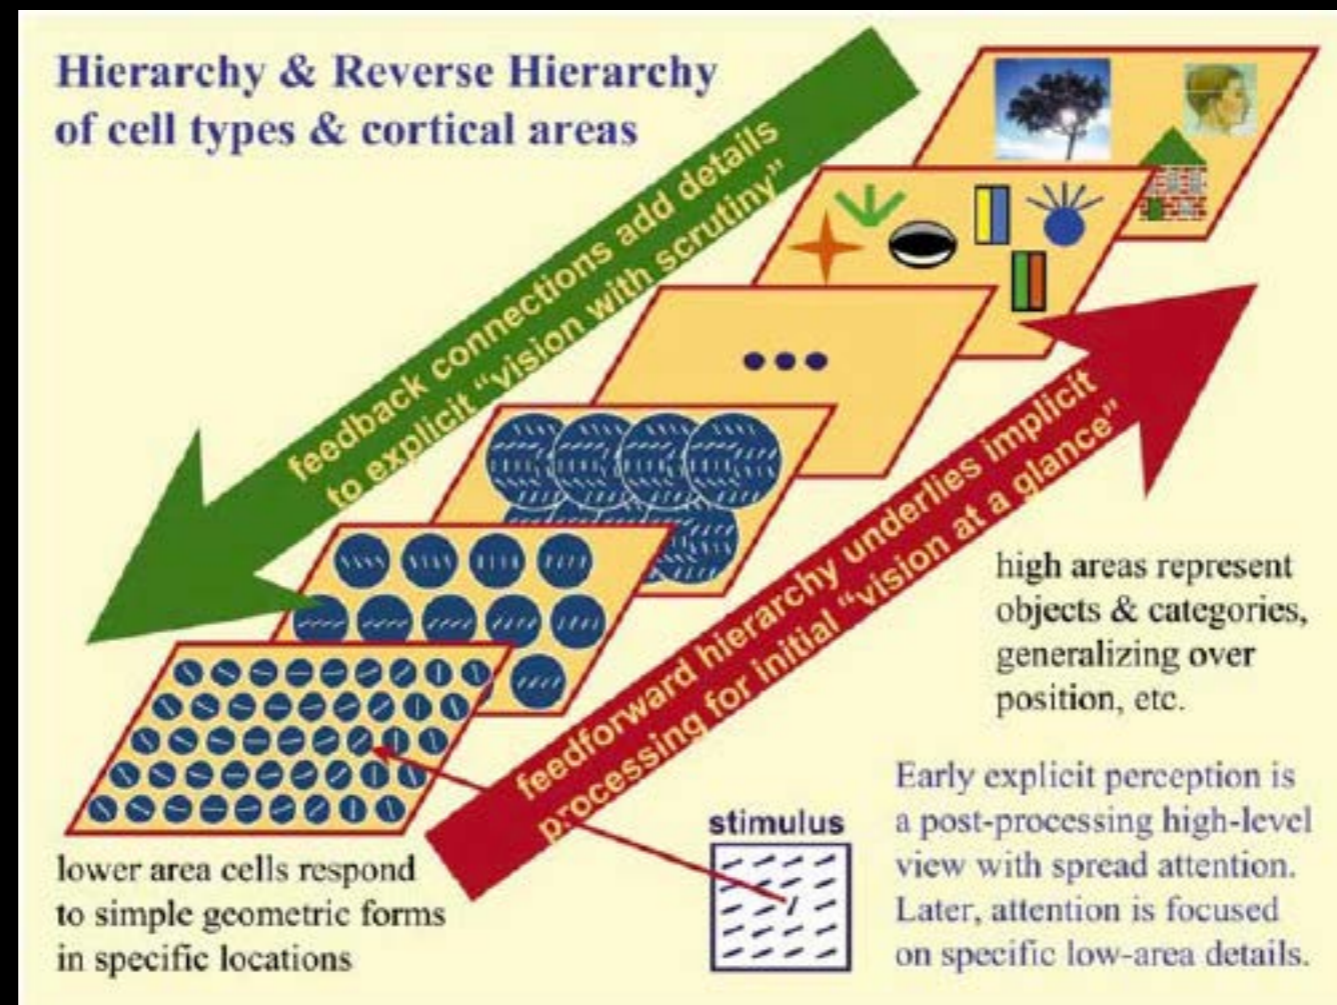 Hierarchy & Reverse Hierarchy
of cell types & cortical areas
feedback connections add details
to explicit “vision with scrutiny”
feedforward hierarchy underlies implicit
processing for initial “vision at a glance”
high areas represent
objects & categories,
generalizing over
position, etc.
stimulus
Early explicit perception is
a post-processing high-level
view with spread attention.
Later, attention is focused
on specific low-area details.
lower area cells respond
to simple geometric forms
in specific locations